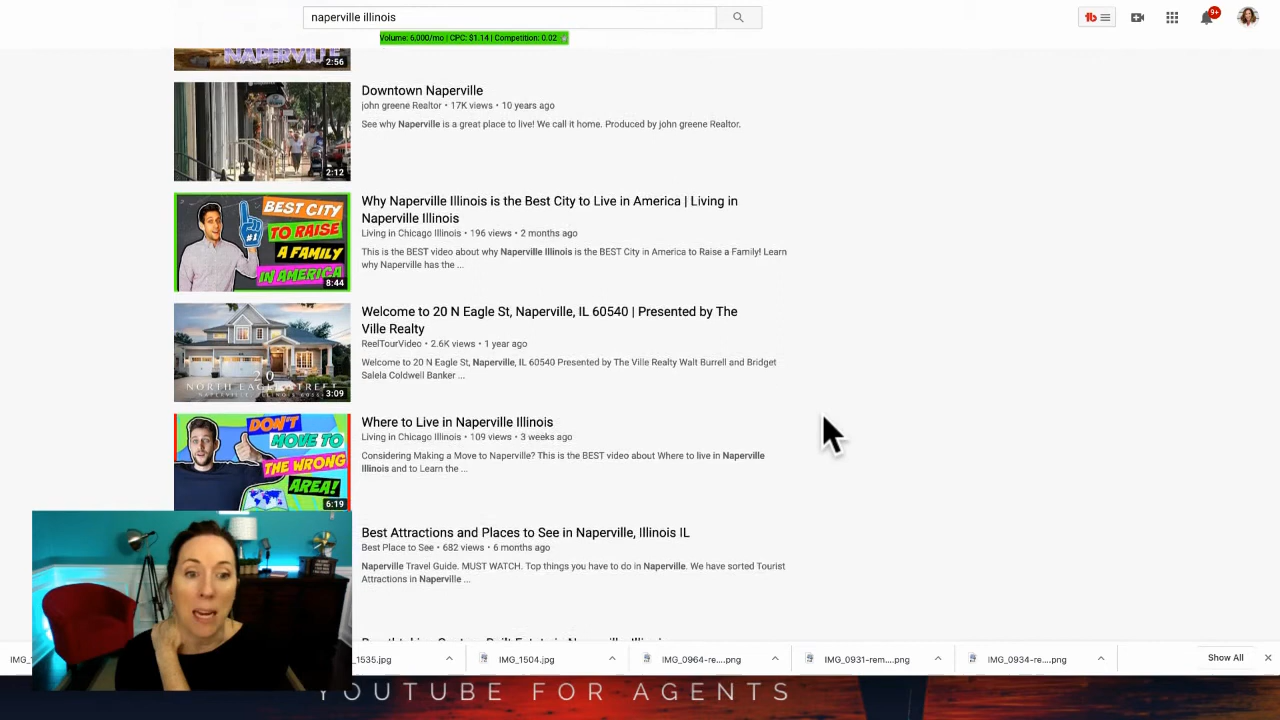 naperville illinois
9+
Volume: 6,000/mo | CPC: $1.14 | Competition: 0.02
NAPERVILLE
2:56
Downtown Naperville
john greene Realtor • 17K views • 10 years ago
See why Naperville is a great place to live! We call it home. Produced by john greene Realtor.
2:12
Why Naperville Illinois is the Best City to Live in America | Living in
Naperville Illinois
Living in Chicago Illinois • 196 views • 2 months ago
This is the BEST video about why Naperville Illinois is the BEST City in America to Raise a Family! Learn
why Naperville has the ...
BEST CITY
#1
TO RAISE
A FAMILY
IN AMERICA
8:44
Welcome to 20 N Eagle St, Naperville, IL 60540 | Presented by The
Ville Realty
ReelTourVideo • 2.6K views • 1 year ago
Welcome to 20 N Eagle St, Naperville, IL 60540 Presented by The Ville Realty Walt Burrell and Bridget
Salela Coldwell Banker ...
20
NORTH EAGLE STREET
3:09
Where to Live in Naperville Illinois
Living in Chicago Illinois • 109 views • 3 weeks ago
Considering Making a Move to Naperville? This is the BEST video about Where to live in Naperville
Illinois and to Learn the ...
DON'T
MOVE TO
THE WRONG
AREA!
6:19
Best Attractions and Places to See in Naperville, Illinois IL
Best Place to See • 682 views • 6 months ago
Naperville Travel Guide. MUST WATCH. Top things you have to do in Naperville. We have sorted Tourist
Attractions in Naperville ...
_1535.jpg
IMG_1504.jpg
IMG_0964-re....png
IMG_0931-rem....png
IMG_0934-re....png
Show All
YOUTUBE FOR AGENTS